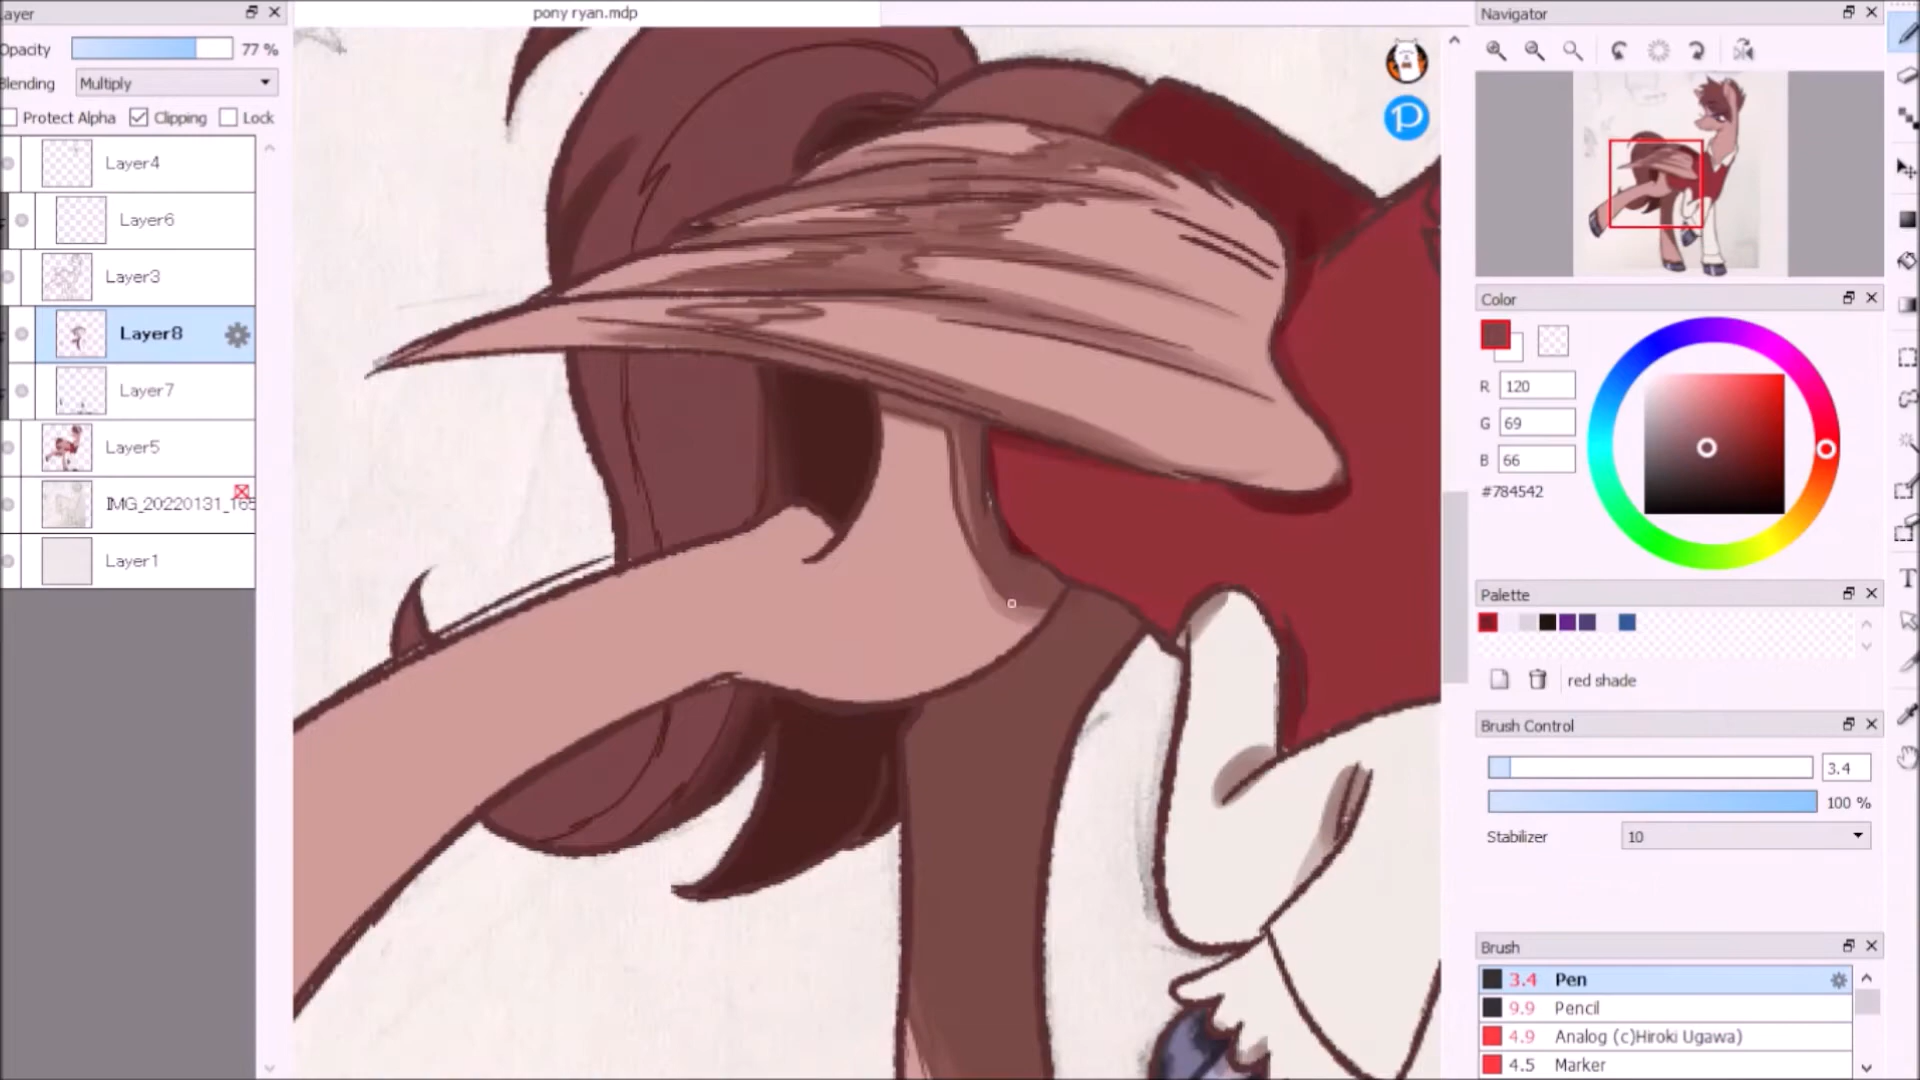 ayer
Opacity 77 %
Blending Multiply
Protect Alpha Clipping Lock
Layer4
Layer6
Layer3
Layer8
Layer7
Layer5
IMG_20220131_165
Layer1
pony ryan.mdp
P
Navigator
Color
R 120
G 69
B 66
#784542
Palette
red shade
Brush Control
3.4
100 %
Stabilizer 10
Brush
3.4 Pen
9.9 Pencil
4.9 Analog (c)Hiroki Ugawa)
4.5 Marker
T